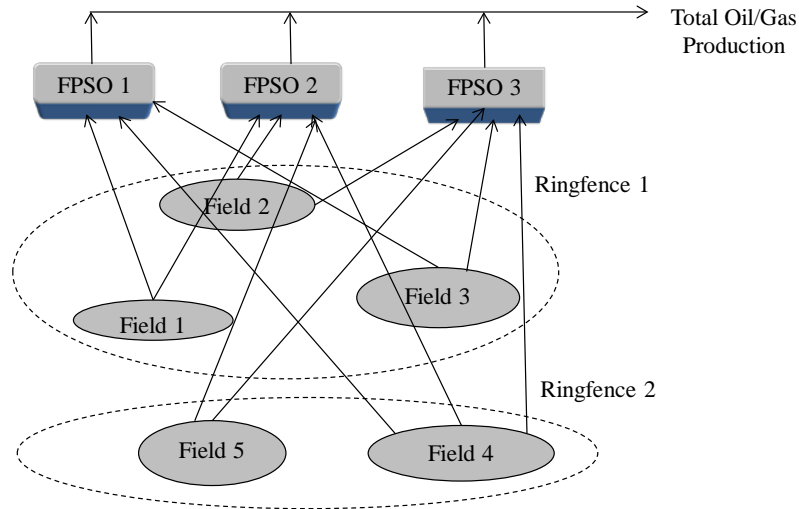 Total Oil/Gas
Production
FPSO 1
FPSO 2
FPSO 3
Ringfence 1
Field 2
Field 3
Field 1
Ringfence 2
Field 5
Field 4